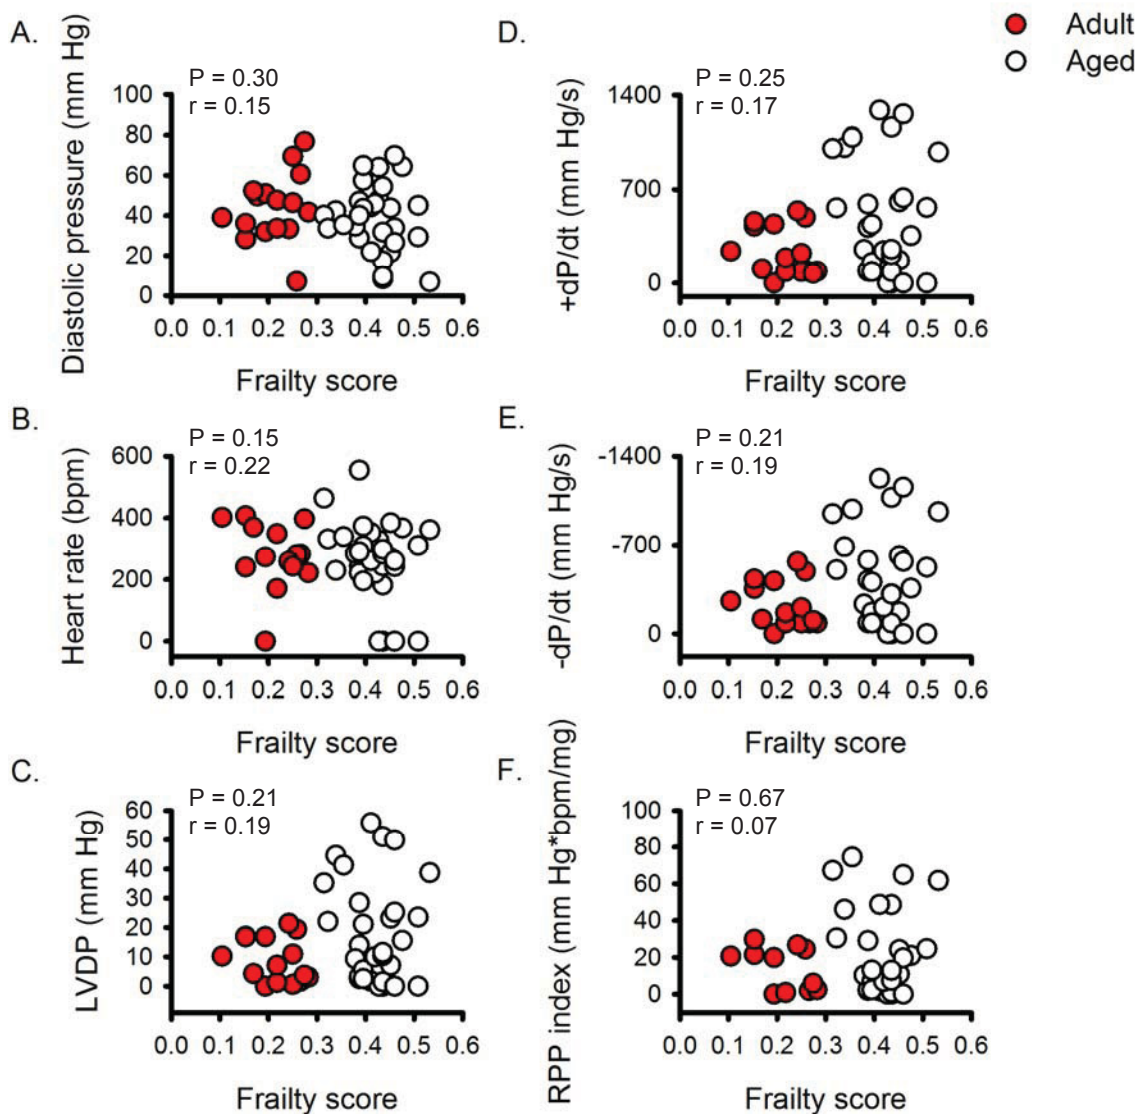 Adult
Aged
A.
P = 0.30
r = 0.15
Diastolic pressure (mm Hg)
100
80
60
40
20
0
0.0 0.1 0.2 0.3 0.4 0.5 0.6
Frailty score
D.
P = 0.25
r = 0.17
+dP/dt (mm Hg/s)
1400
700
0
0.0 0.1 0.2 0.3 0.4 0.5 0.6
Frailty score
B.
P = 0.15
r = 0.22
Heart rate (bpm)
600
400
200
0
0.0 0.1 0.2 0.3 0.4 0.5 0.6
Frailty score
E.
P = 0.21
r = 0.19
-dP/dt (mm Hg/s)
-1400
-700
0
0.0 0.1 0.2 0.3 0.4 0.5 0.6
Frailty score
C.
P = 0.21
r = 0.19
LVDP (mm Hg)
60
50
40
30
20
10
0
0.0 0.1 0.2 0.3 0.4 0.5 0.6
Frailty score
F.
P = 0.67
r = 0.07
RPP index (mm Hg*bpm/mg)
100
80
60
40
20
0
0.0 0.1 0.2 0.3 0.4 0.5 0.6
Frailty score